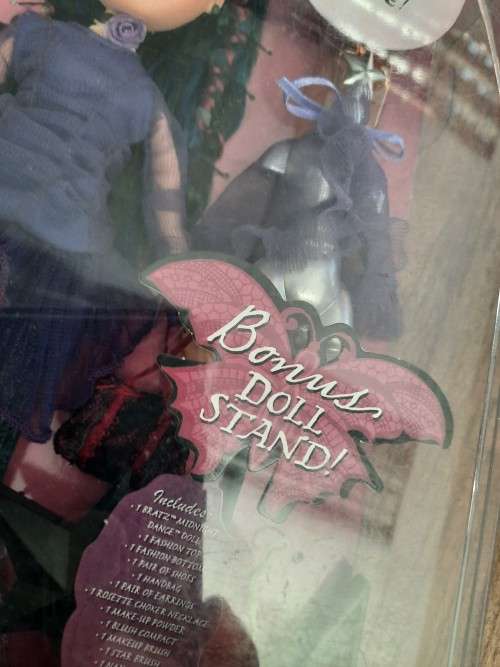 Bonus
DOLL
STAND!
Includes:
• 1 BRATZ™ MIDNIGHT
DANCE™ DOLL
• 1 FASHION TOP
• 1 FASHION BOTTOM
• 1 PAIR OF SHOES
• 1 HANDBAG
• 1 PAIR OF EARRINGS
• 1 ROSETTE CHOKER NECKLACE
• 1 MAKE-UP POWDER
• 1 BLUSH COMPACT
• 1 MAKEUP BRUSH
• 1 STAR BRUSH